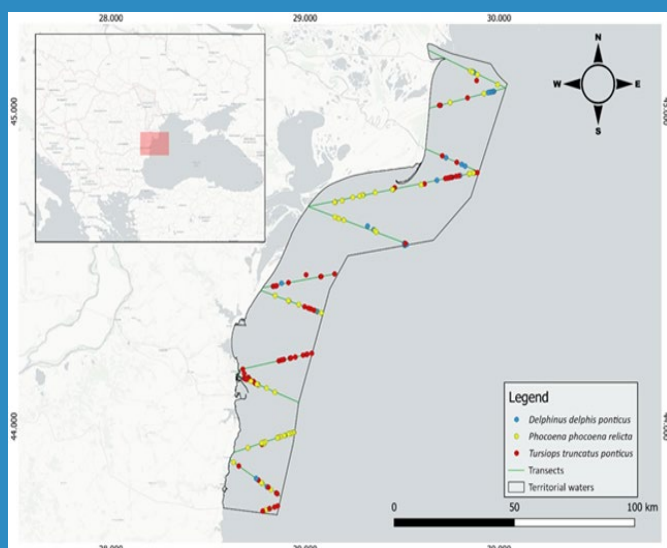 28.000 29.000 30.000
N
W E
S
45.000
44.000
Legend
Delphinus delphis ponticus
Phocoena phocoena relicta
Tursiops truncatus ponticus
Transects
Territorial waters
0 50 100 km